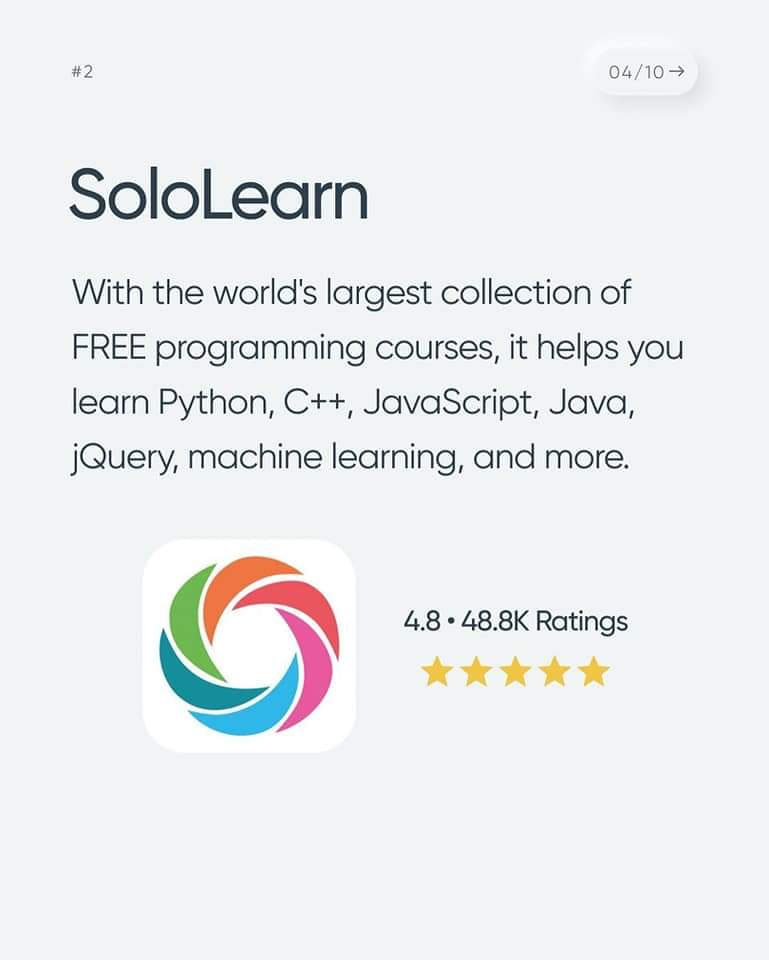 #2
04/10→
SoloLearn
With the world's largest collection of
FREE programming courses, it helps you
learn Python, C++, JavaScript, Java,
jQuery, machine learning, and more.
4.8 • 48.8K Ratings